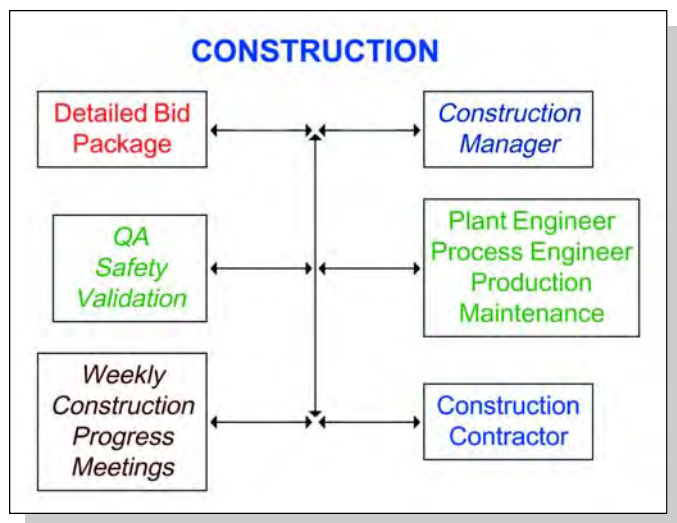 CONSTRUCTION
Detailed Bid
Package
Construction
Manager
QA
Safety
Validation
Plant Engineer
Process Engineer
Production
Maintenance
Weekly
Construction
Progress
Meetings
Construction
Contractor